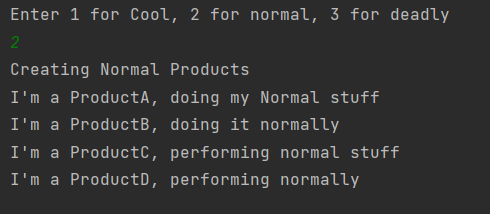 Enter 1 for Cool, 2 for normal, 3 for deadly
2
Creating Normal Products
I'm a ProductA, doing my Normal stuff
I'm a ProductB, doing it normally
I'm a ProductC, performing normal stuff
I'm a ProductD, performing normally